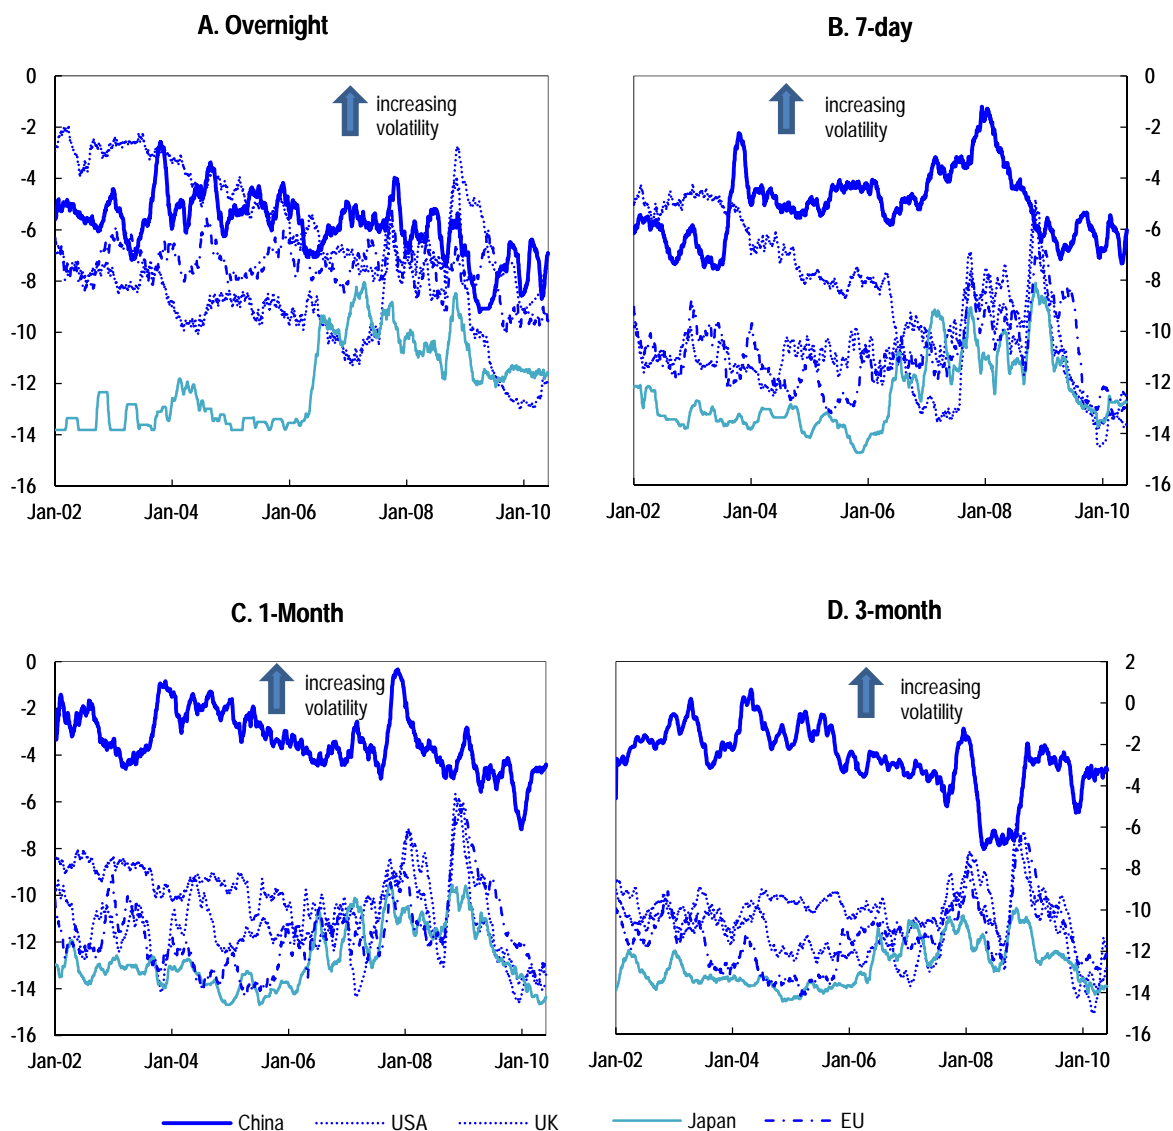 A. Overnight
B. 7-day
0
-2
-4
-6
-8
-10
-12
-14
-16
increasing
volatility
Jan-02 Jan-04 Jan-06 Jan-08 Jan-10
increasing
volatility
0
-2
-4
-6
-8
-10
-12
-14
-16
Jan-02 Jan-04 Jan-06 Jan-08 Jan-10
C. 1-Month
D. 3-month
0
-2
-4
-6
-8
-10
-12
-14
-16
increasing
volatility
Jan-02 Jan-04 Jan-06 Jan-08 Jan-10
increasing
volatility
2
0
-2
-4
-6
-8
-10
-12
-14
-16
Jan-02 Jan-04 Jan-06 Jan-08 Jan-10
China USA UK Japan EU